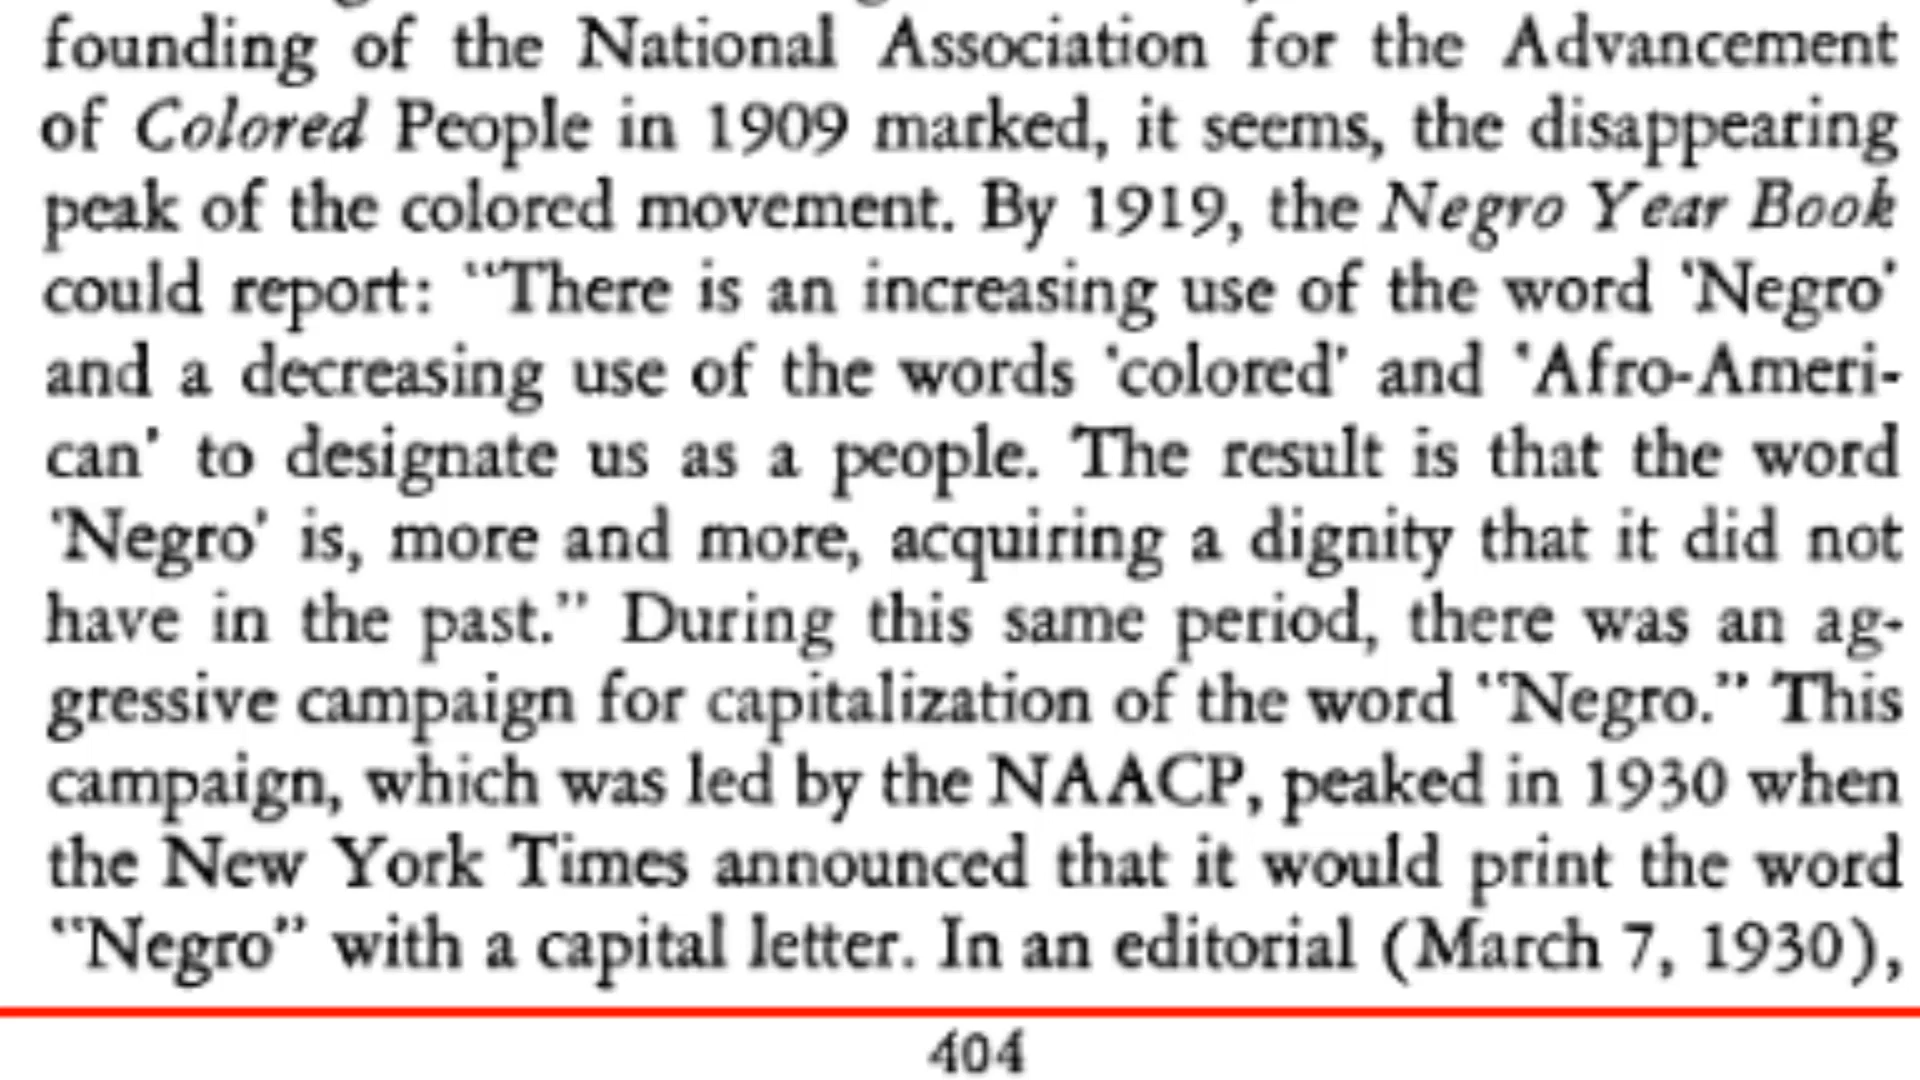 founding of the National Association for the Advancement
of Colored People in 1909 marked, it seems, the disappearing
peak of the colored movement. By 1919, the Negro Year Book
could report: "There is an increasing use of the word 'Negro'
and a decreasing use of the words 'colored' and 'Afro-Ameri-
can' to designate us as a people. The result is that the word
'Negro' is, more and more, acquiring a dignity that it did not
have in the past." During this same period, there was an ag-
gressive campaign for capitalization of the word "Negro." This
campaign, which was led by the NAACP, peaked in 1930 when
the New York Times announced that it would print the word
"Negro" with a capital letter. In an editorial (March 7, 1930),
404